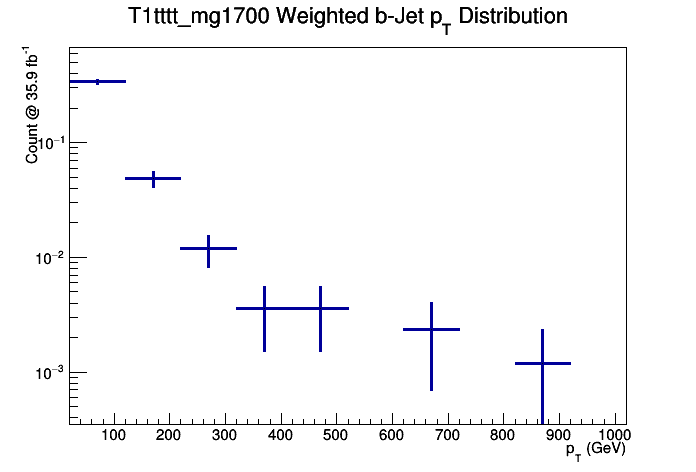 T1tttt_mg1700 Weighted b-Jet p_T Distribution
Count @ 35.9 fb^-1
10^-1
10^-2
10^-3
100 200 300 400 500 600 700 800 900 1000
p_T (GeV)